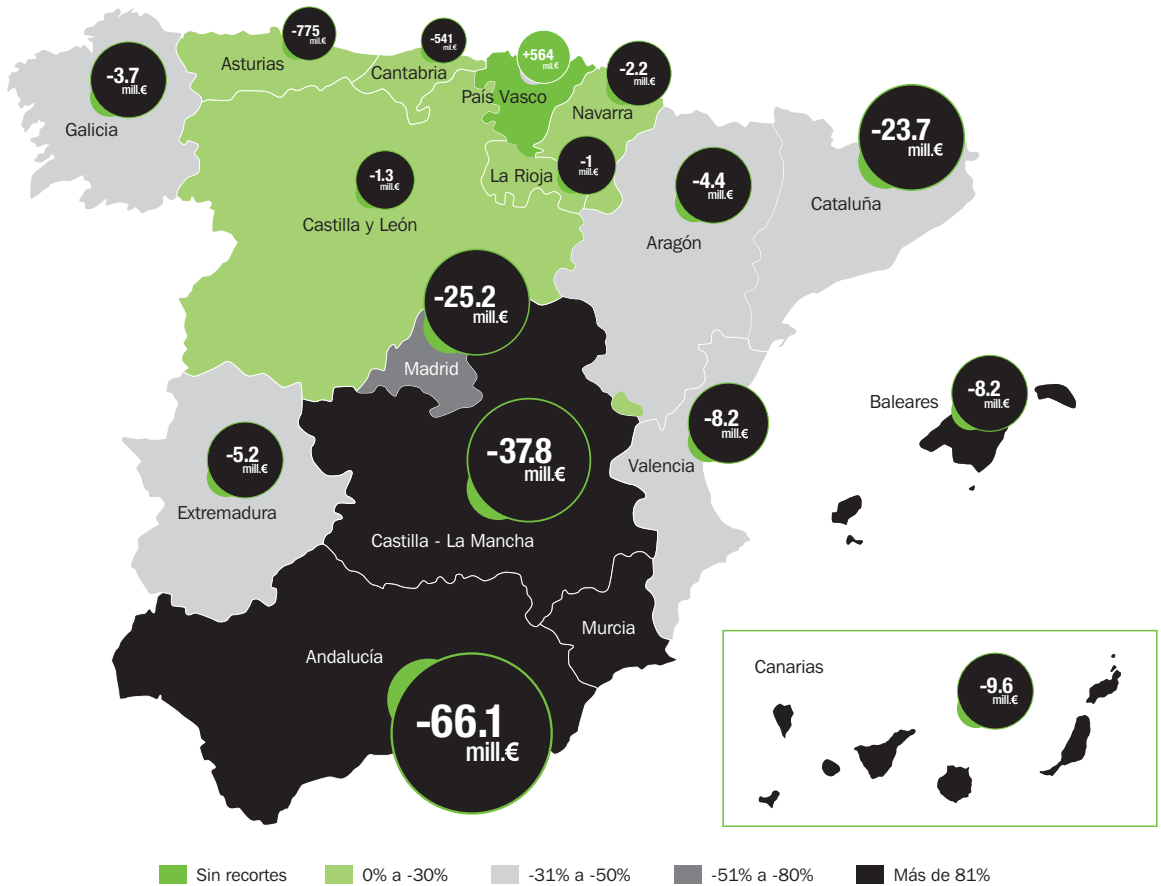 -775
mil.€
-541
mil.€
+564
mil.€
-3.7
mill.€
Asturias
Cantabria
-2.2
mill.€
País Vasco
Navarra
Galicia
-23.7
mill.€
-1.3
mill.€
La Rioja
-1
mill.€
-4.4
mill.€
Cataluña
Castilla y León
Aragón
-25.2
mill.€
Madrid
Baleares
-8.2
mill.€
-8.2
mill.€
-5.2
mill.€
-37.8
mill.€
Valencia
Extremadura
Castilla - La Mancha
Murcia
Andalucía
Canarias
-9.6
mill.€
-66.1
mill.€
Sin recortes
0% a -30%
-31% a -50%
-51% a -80%
Más de 81%